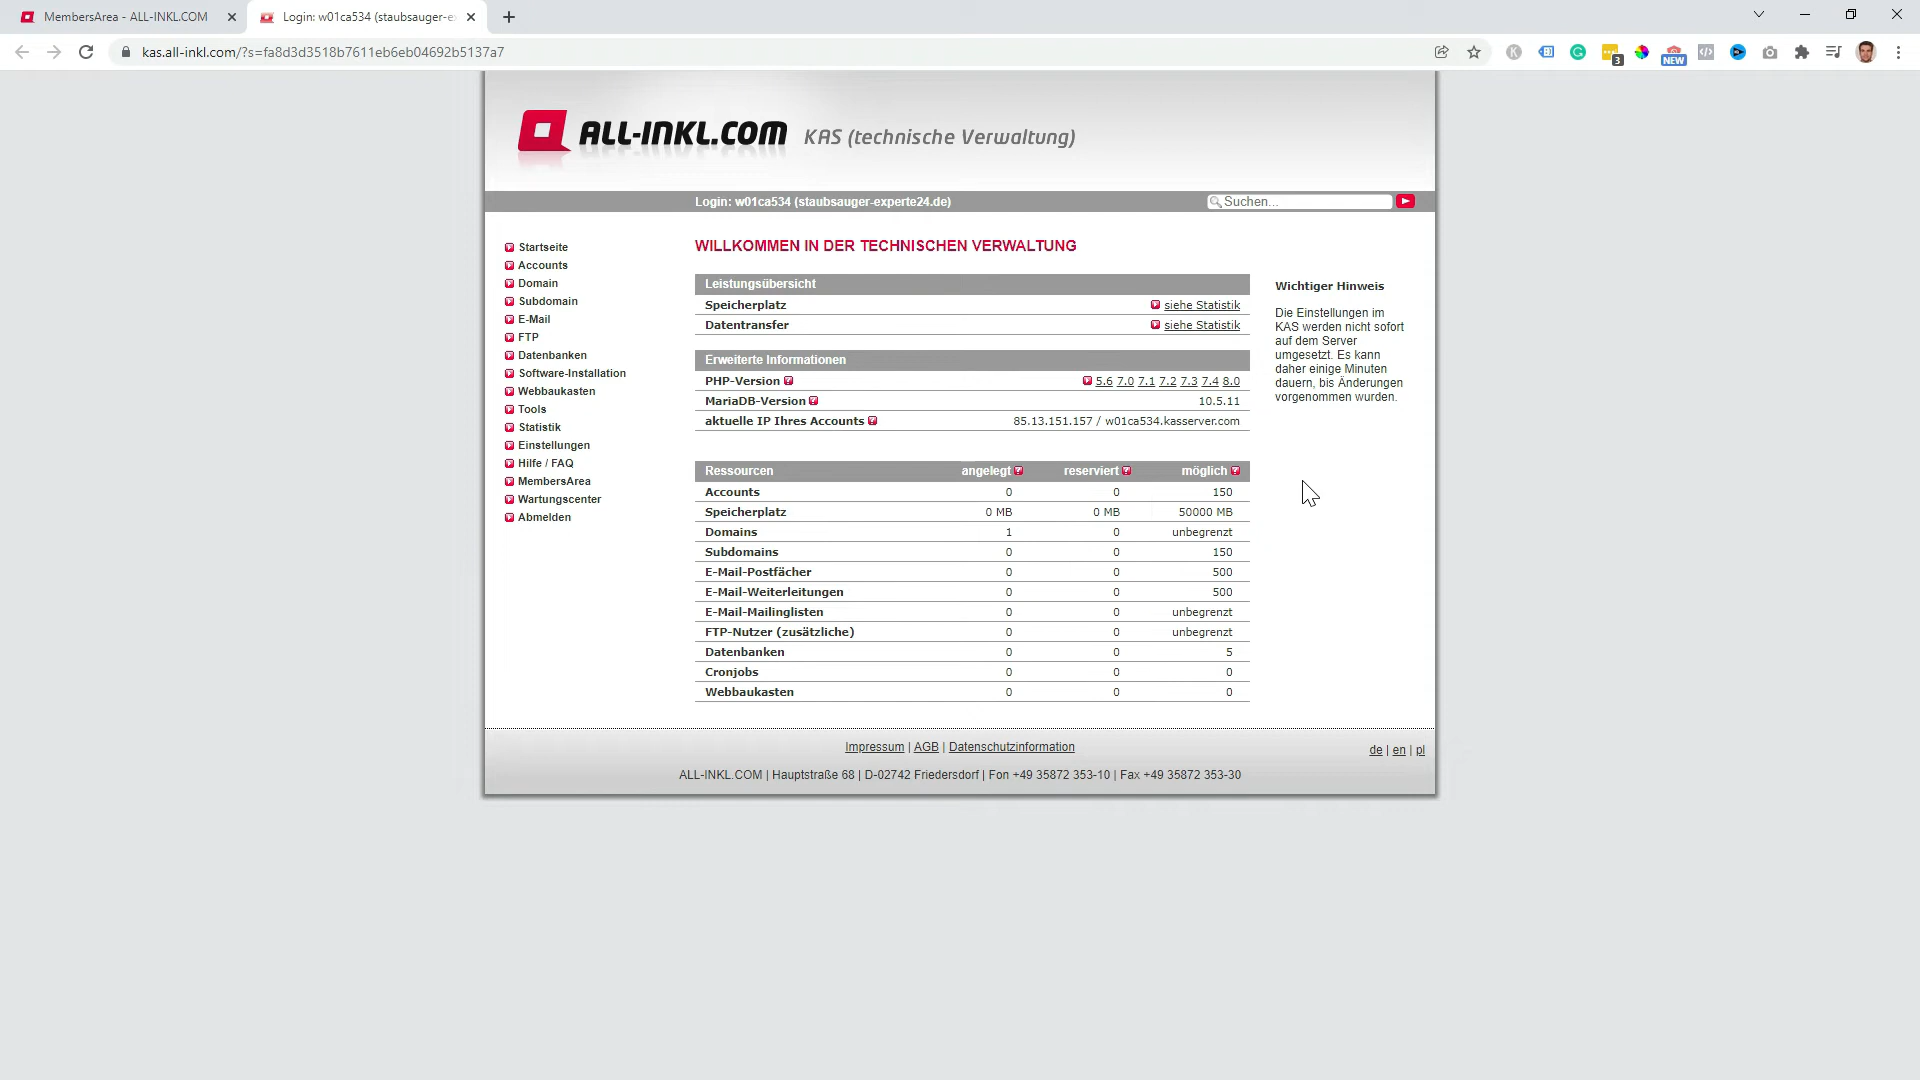 MembersArea - ALL-INKL.COM
Login: w01ca534 (staubsauger-e
kas.all-inkl.com/?s=fa8d3d3518b7611eb6eb04692b5137a7
3
NEW
ALL-INKL.COM KAS (technische Verwaltung)
Login: w01ca534 (staubsauger-experte24.de)
Suchen...
Startseite
Accounts
Domain
Subdomain
E-Mail
FTP
Datenbanken
Software-Installation
Webbaukasten
Tools
Statistik
Einstellungen
Hilfe / FAQ
MembersArea
Wartungscenter
Abmelden
WILLKOMMEN IN DER TECHNISCHEN VERWALTUNG
Leistungsübersicht
Speicherplatz siehe Statistik
Datentransfer siehe Statistik
Erweiterte Informationen
PHP-Version 5.6 7.0 7.1 7.2 7.3 7.4 8.0
MariaDB-Version 10.5.11
aktuelle IP Ihres Accounts 85.13.151.157 / w01ca534.kasserver.com
Ressourcen angelegt reserviert möglich
Accounts 0 0 150
Speicherplatz 0 MB 0 MB 50000 MB
Domains 1 0 unbegrenzt
Subdomains 0 0 150
E-Mail-Postfächer 0 0 500
E-Mail-Weiterleitungen 0 0 500
E-Mail-Mailinglisten 0 0 unbegrenzt
FTP-Nutzer (zusätzliche) 0 0 unbegrenzt
Datenbanken 0 0 5
Cronjobs 0 0 0
Webbaukasten 0 0 0
Wichtiger Hinweis
Die Einstellungen im
KAS werden nicht sofort
auf dem Server
umgesetzt. Es kann
daher einige Minuten
dauern, bis Änderungen
vorgenommen wurden.
Impressum | AGB | Datenschutzinformation
de | en | pl
ALL-INKL.COM | Hauptstraße 68 | D-02742 Friedersdorf | Fon +49 35872 353-10 | Fax +49 35872 353-30